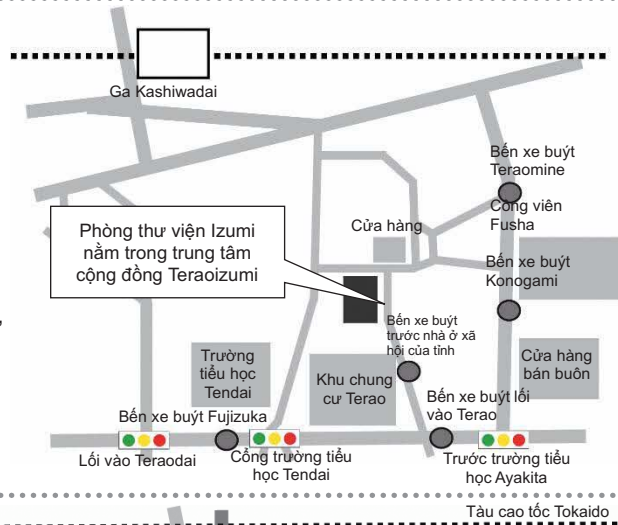 Ga Kashiwadai
Bến xe buýt
Teraomine
Công viên
Fusha
Phòng thư viện Izumi
nằm trong trung tâm
cộng đồng Teraoizumi
Cửa hàng
Bến xe buýt
Konogami
Bến xe buýt
trước nhà ở xã
hội của tỉnh
Trường
tiểu học
Tendai
Khu chung
cư Terao
Cửa hàng
bán buôn
Bến xe buýt lối
vào Terao
Bến xe buýt Fujizuka
Lối vào Teraodai
Cổng trường tiểu
học Tendai
Trước trường tiểu
học Ayakita
Tàu cao tốc Tokaido